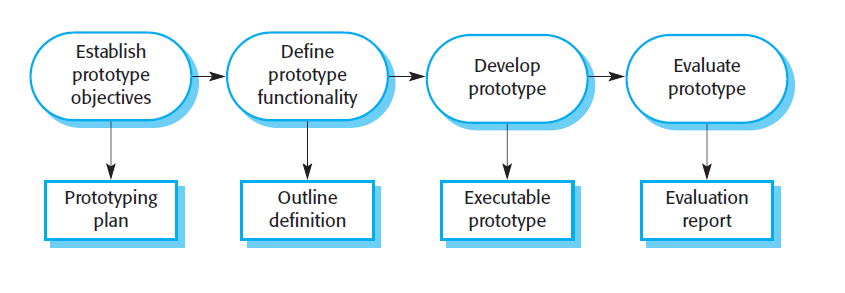 Establish
prototype
objectives
Define
prototype
functionality
Develop
prototype
Evaluate
prototype
Prototyping
plan
Outline
definition
Executable
prototype
Evaluation
report